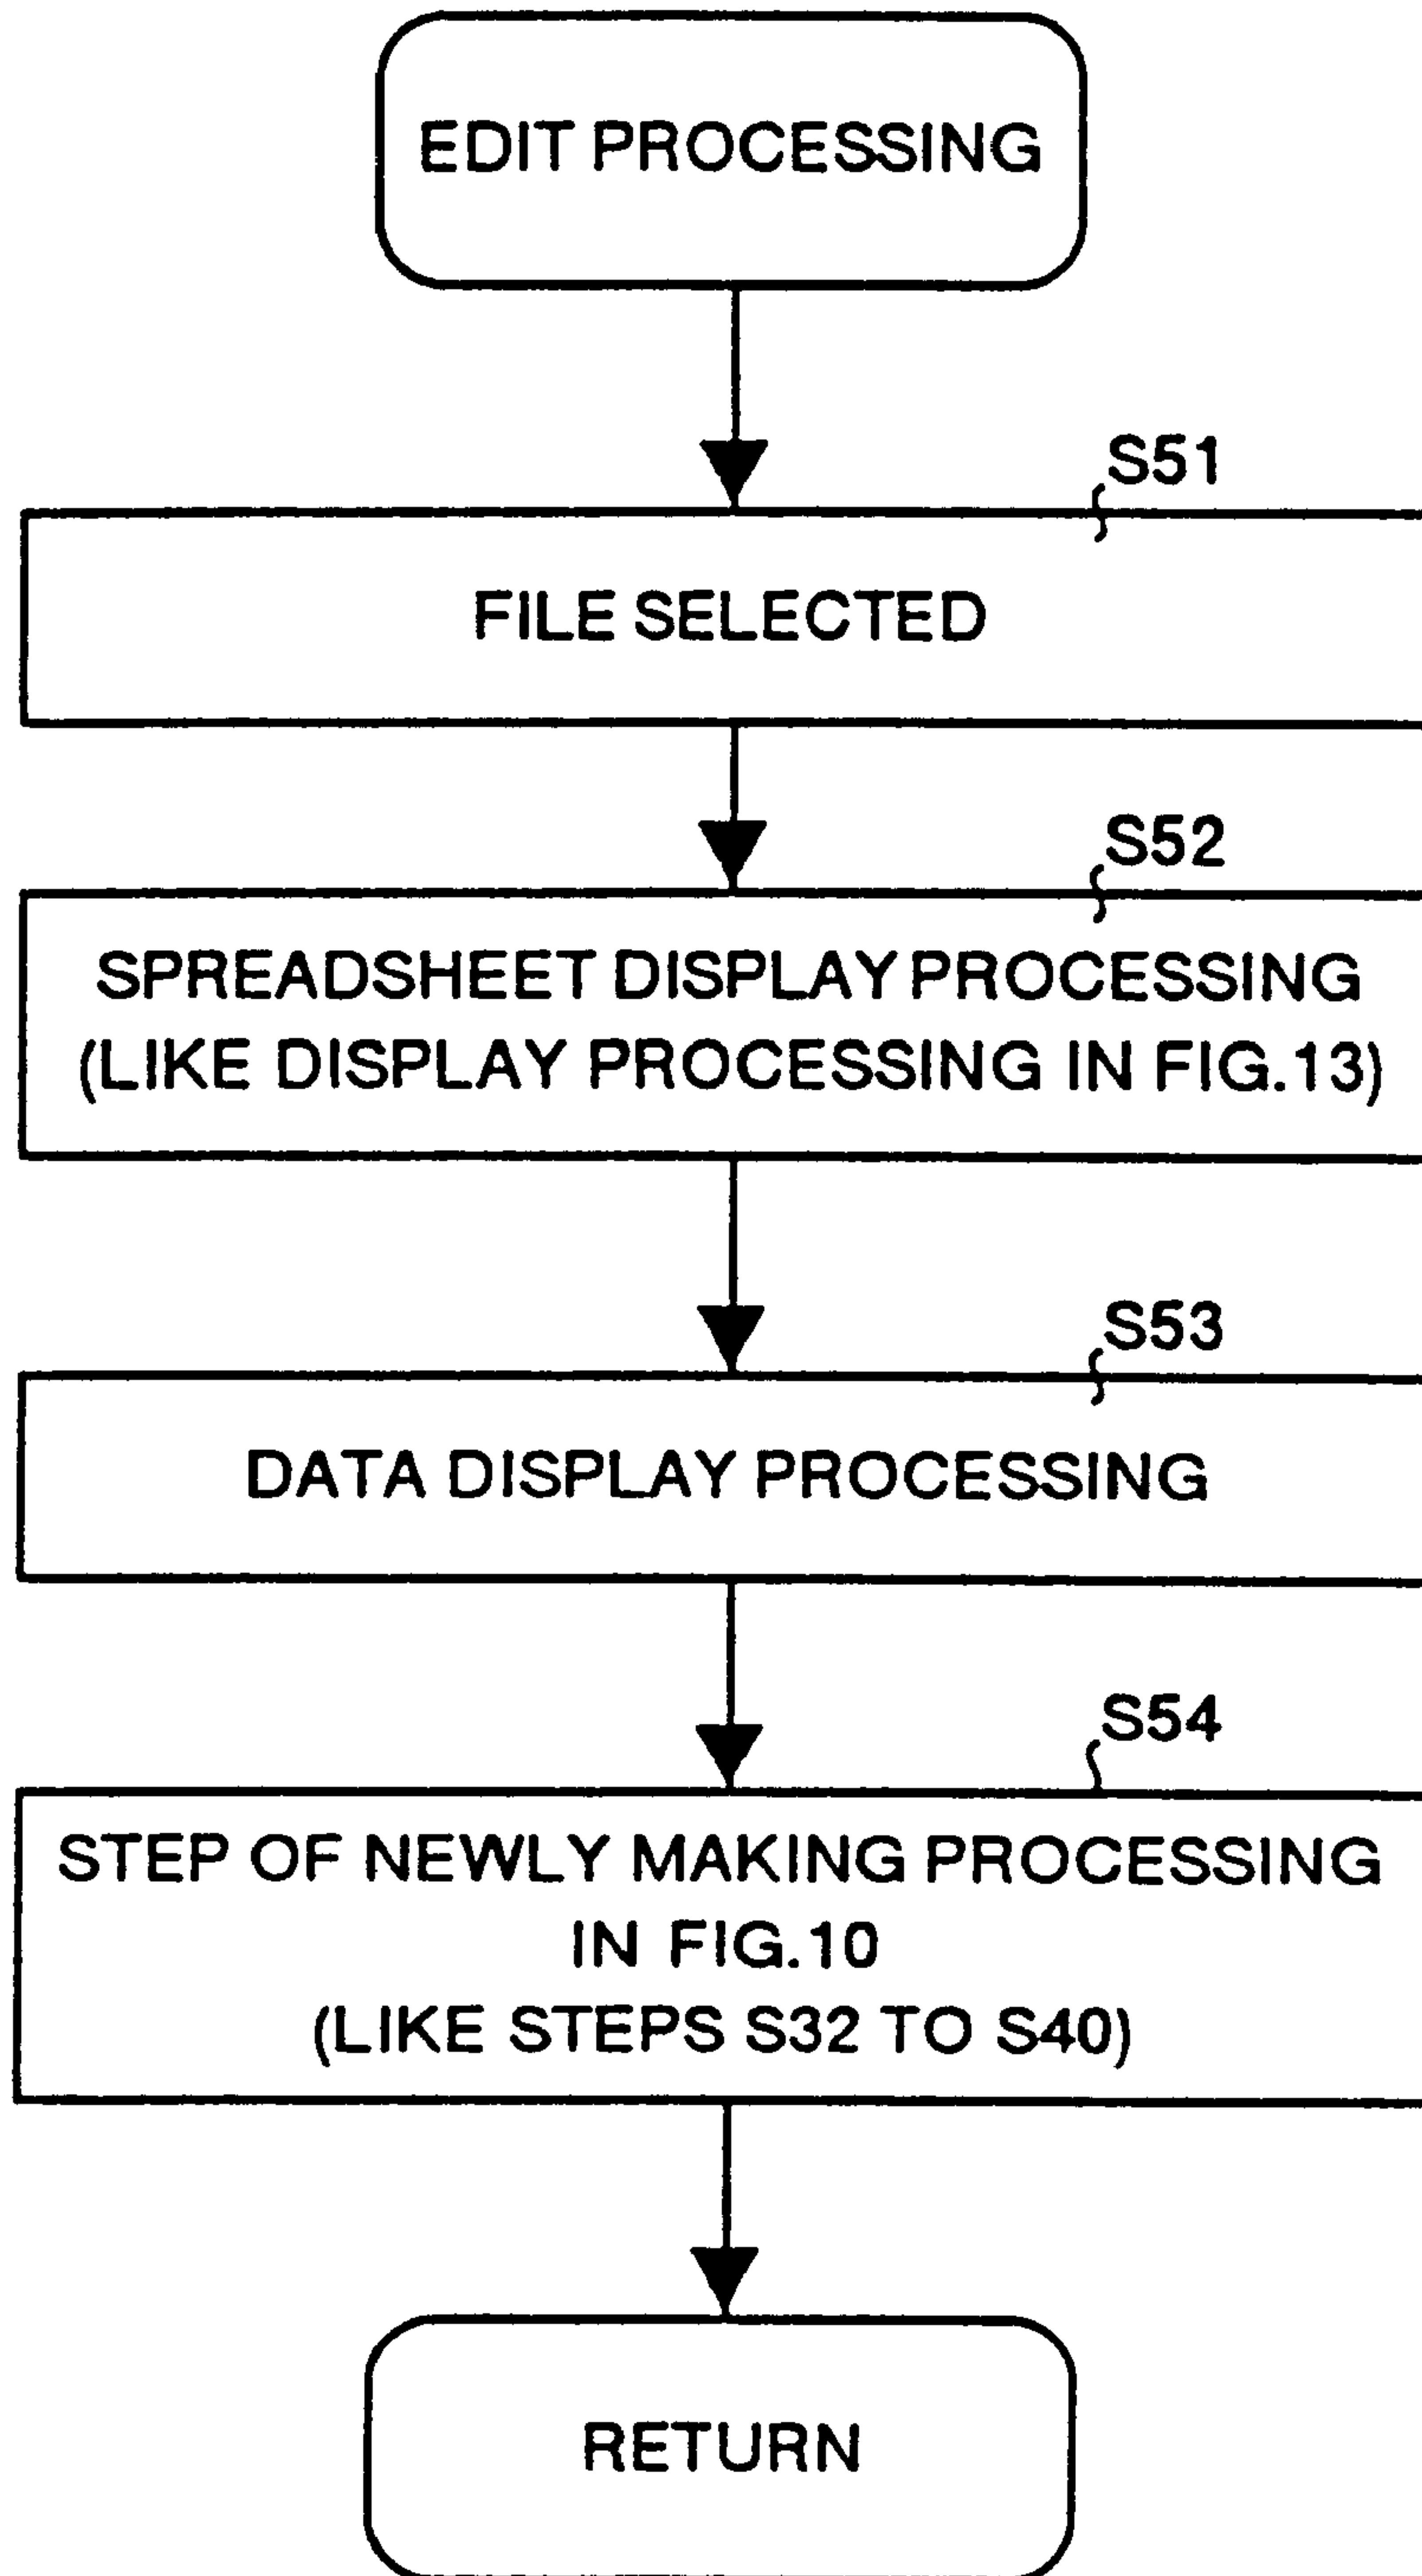 EDIT PROCESSING
S51
FILE SELECTED
S52
SPREADSHEET DISPLAY PROCESSING
(LIKE DISPLAY PROCESSING IN FIG.13)
S53
DATA DISPLAY PROCESSING
S54
STEP OF NEWLY MAKING PROCESSING
IN FIG.10
(LIKE STEPS S32 TO S40)
RETURN